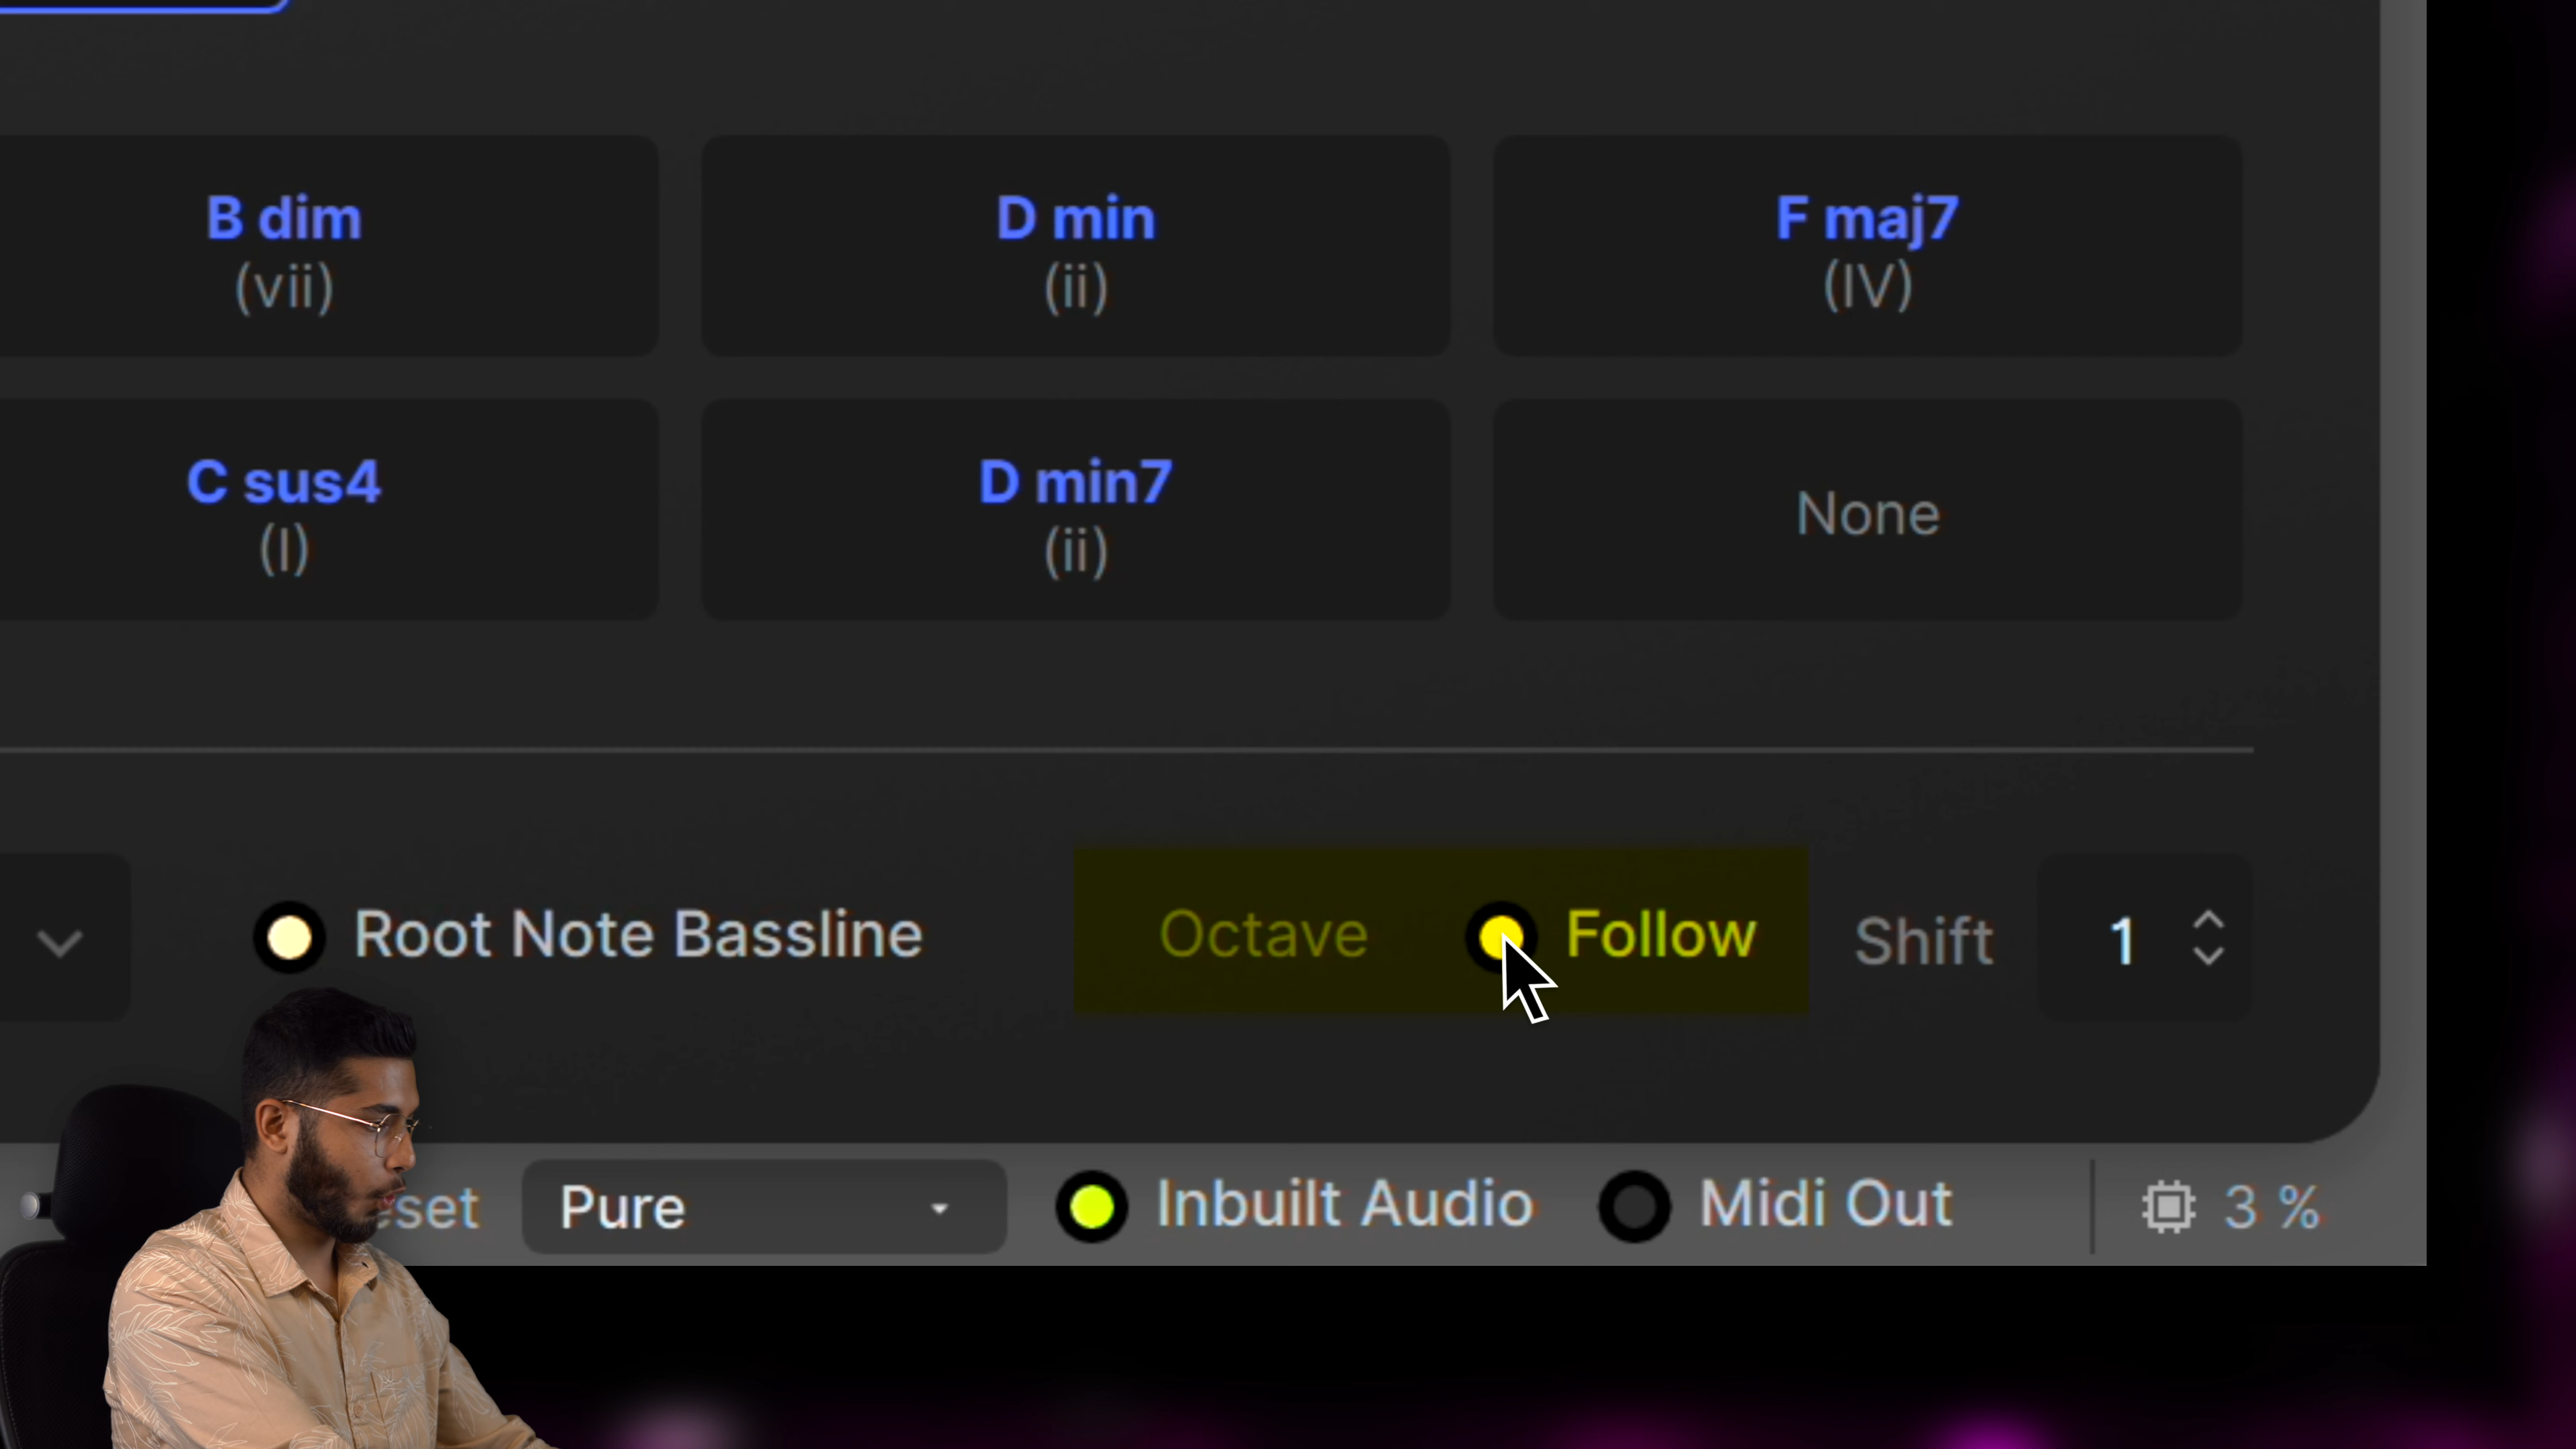 B dim
(vii)
D min
(ii)
F maj7
(IV)
C sus4
(I)
D min7
(ii)
None
Root Note Bassline
Octave
Follow
Shift
1
Pure
Inbuilt Audio
Midi Out
3 %